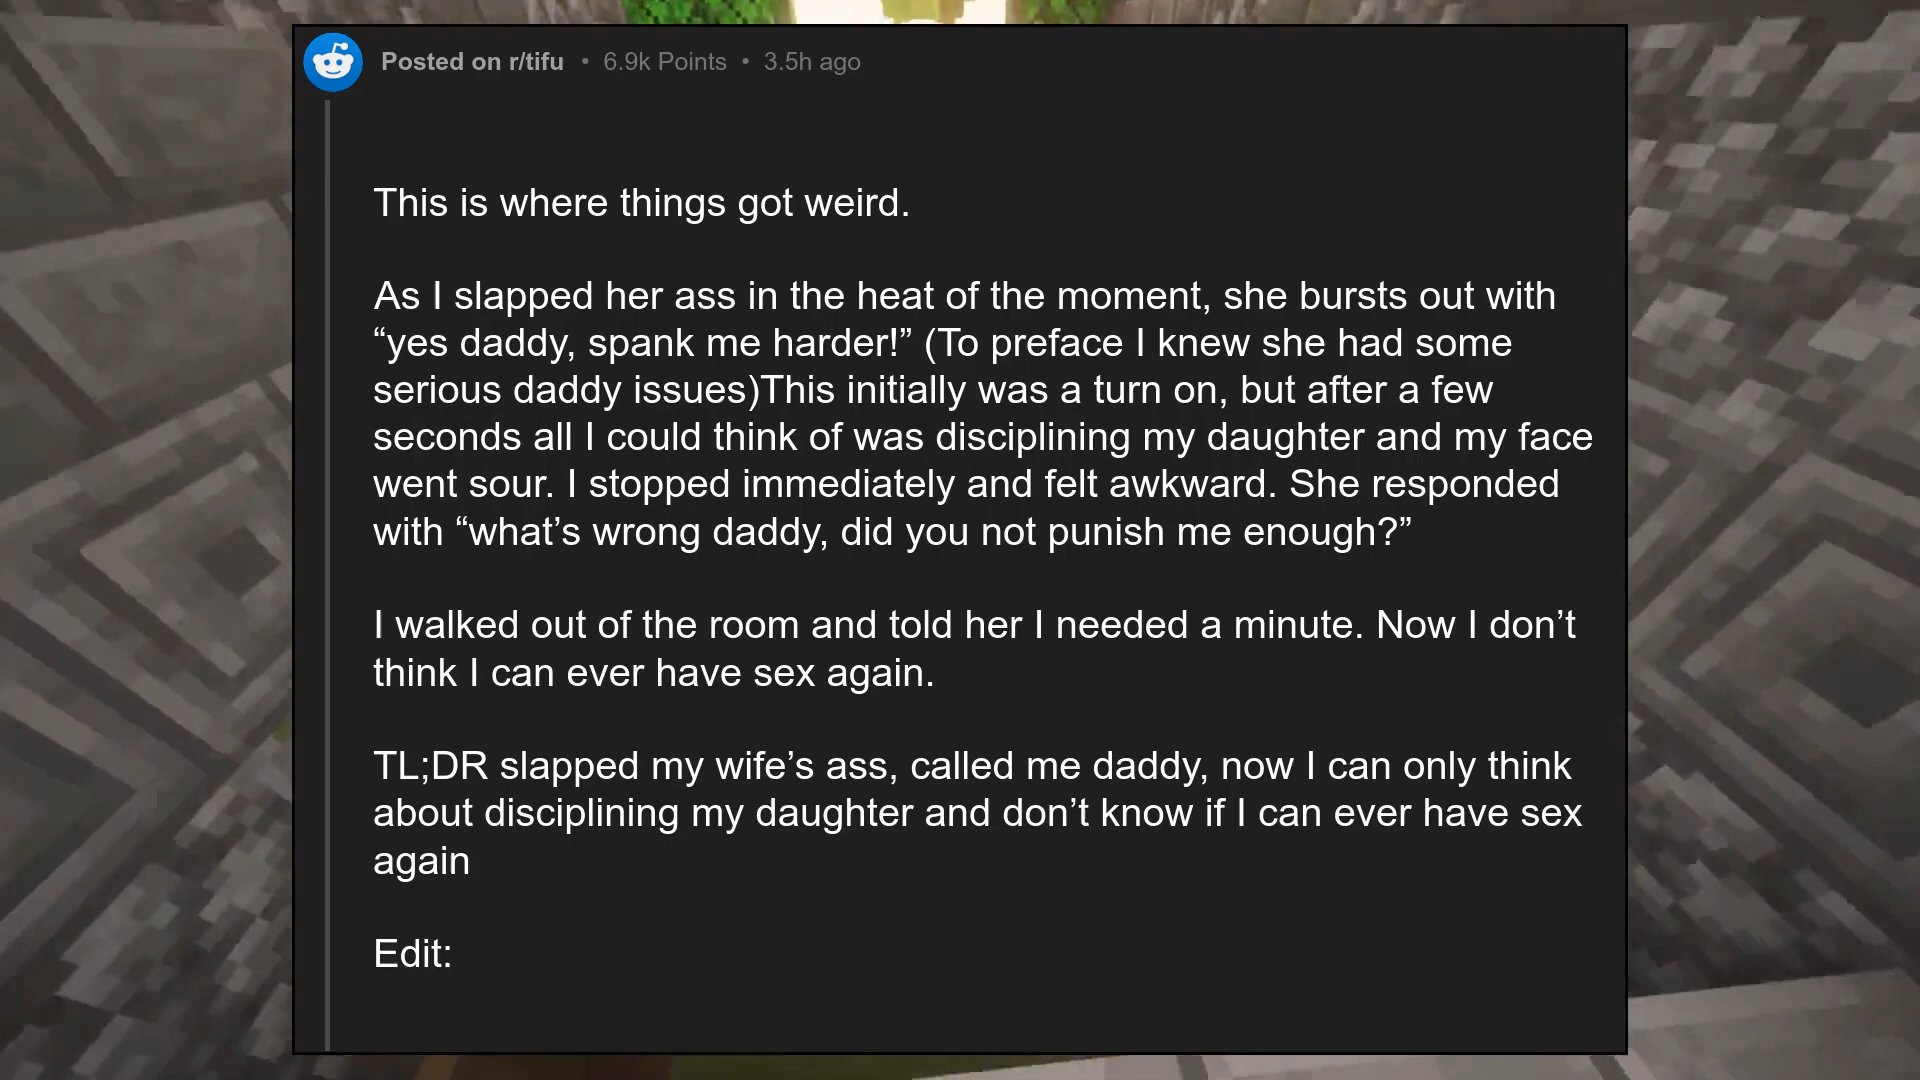 Posted on r/tifu • 6.9k Points • 3.5h ago
This is where things got weird.
As I slapped her ass in the heat of the moment, she bursts out with
“yes daddy, spank me harder!” (To preface I knew she had some
serious daddy issues)This initially was a turn on, but after a few
seconds all I could think of was disciplining my daughter and my face
went sour. I stopped immediately and felt awkward. She responded
with “what’s wrong daddy, did you not punish me enough?”
I walked out of the room and told her I needed a minute. Now I don’t
think I can ever have sex again.
TL;DR slapped my wife’s ass, called me daddy, now I can only think
about disciplining my daughter and don’t know if I can ever have sex
again
Edit: